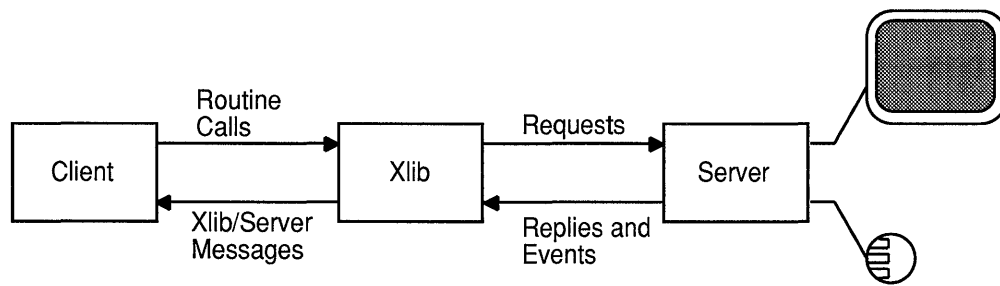 Routine
Calls
Requests
Client
Xlib
Server
Xlib/Server
Messages
Replies and
Events